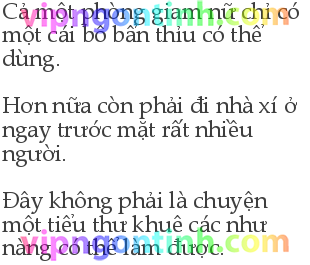 Cả một phòng giam nữ chỉ có
một cái bô bẩn thỉu có thể
dùng.
Hơn nữa còn phải đi nhà xí ở
ngay trước mặt rất nhiều
người.
Đây không phải là chuyện
một tiểu thư khuê các như
nàng có thể làm được.
vipngontinh.com
vipngontinh.com